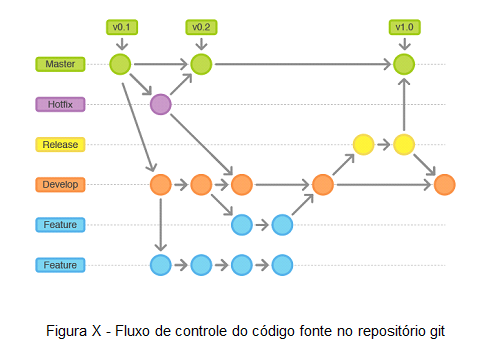 v0.1
v0.2
v1.0
Master
Hotfix
Release
Develop
Feature
Feature
Figura X - Fluxo de controle do código fonte no repositório git